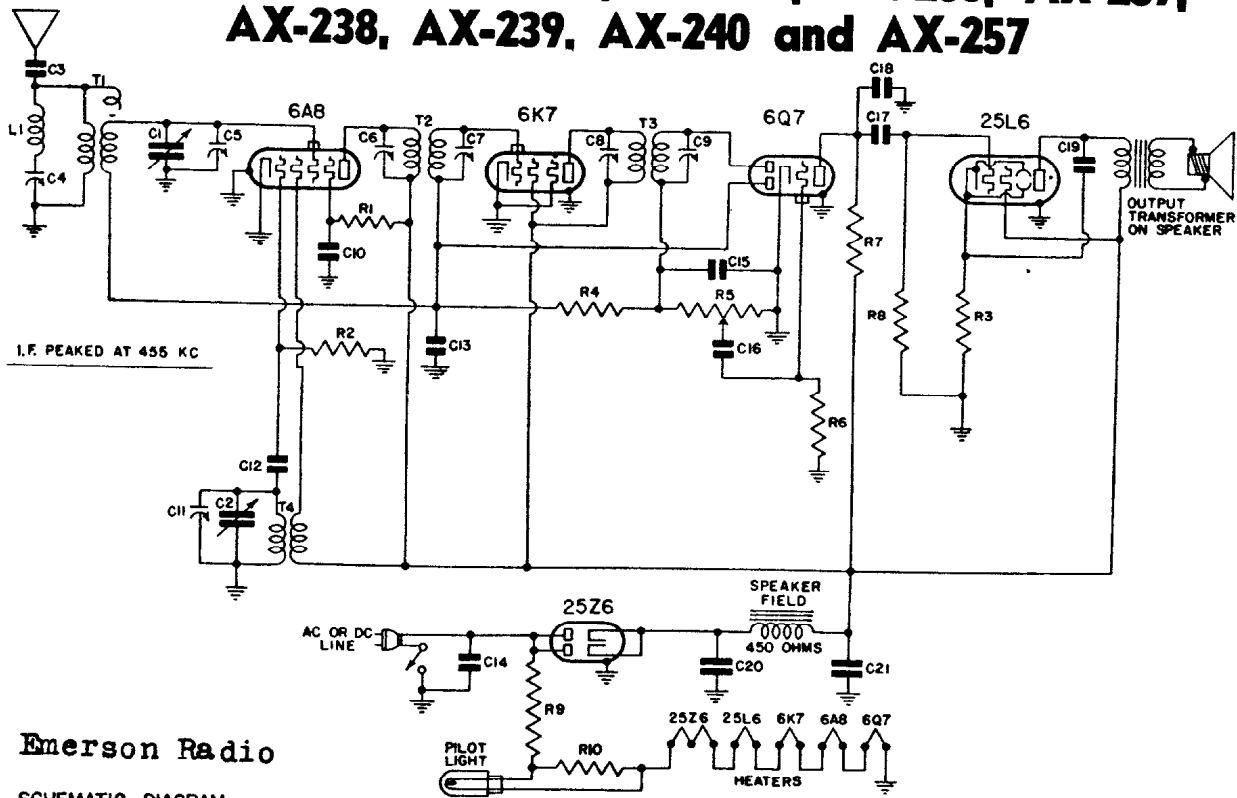 AX-238, AX-239, AX-240 and AX-257
C3
T1
L1
C4
C1
C5
6A8
C6
T2
C7
6K7
C8
T3
C9
6Q7
C18
C17
25L6
C19
OUTPUT
TRANSFORMER
ON SPEAKER
R1
C10
R7
C15
R4
R5
R8
R3
R2
C13
C16
I.F. PEAKED AT 455 KC
R6
C12
C11
C2
T4
SPEAKER
FIELD
450 OHMS
25Z6
AC OR DC
LINE
C14
C20
C21
R9
25Z6 25L6 6K7 6A8 6Q7
HEATERS
PILOT
LIGHT
R10
Emerson Radio
SCHEMATIC DIAGRAM